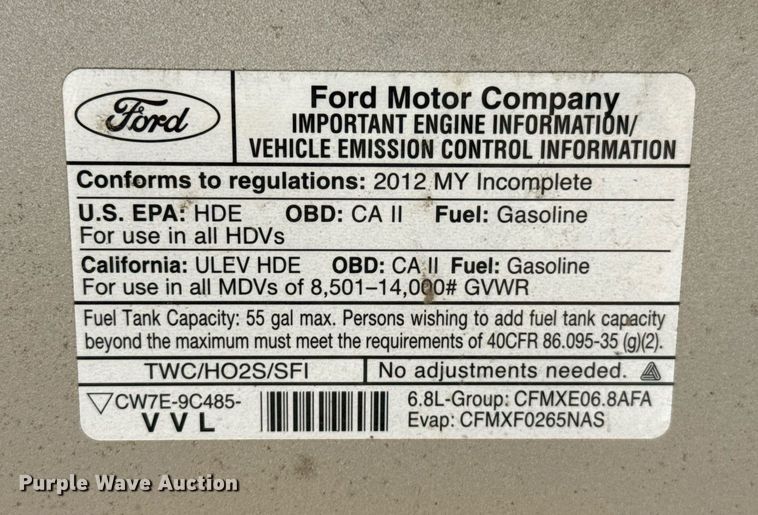 Ford
Ford Motor Company
IMPORTANT ENGINE INFORMATION/
VEHICLE EMISSION CONTROL INFORMATION
Conforms to regulations: 2012 MY Incomplete
U.S. EPA: HDE OBD: CA II Fuel: Gasoline
For use in all HDVs
California: ULEV HDE OBD: CA II Fuel: Gasoline
For use in all MDVs of 8,501–14,000# GVWR
Fuel Tank Capacity: 55 gal max. Persons wishing to add fuel tank capacity
beyond the maximum must meet the requirements of 40CFR 86.095-35 (g)(2).
TWC/HO2S/SFI No adjustments needed.
CW7E-9C485-
VVL
6.8L-Group: CFMXE06.8AFA
Evap: CFMXF0265NAS
Purple Wave Auction